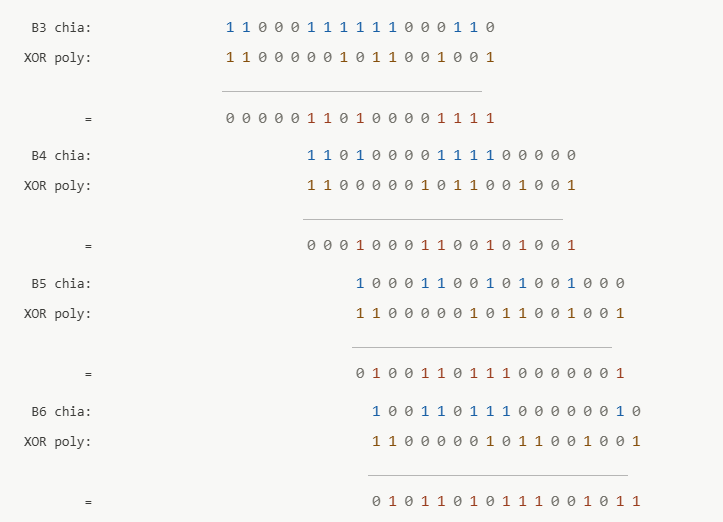 B3 chia: 1 1 0 0 0 1 1 1 1 1 1 0 0 0 1 1 0
XOR poly: 1 1 0 0 0 0 0 1 0 1 1 0 0 1 0 0 1
= 0 0 0 0 0 1 1 0 1 0 0 0 0 1 1 1 1
B4 chia: 1 1 0 1 0 0 0 0 1 1 1 1 0 0 0 0 0
XOR poly: 1 1 0 0 0 0 0 1 0 1 1 0 0 1 0 0 1
= 0 0 0 1 0 0 0 1 1 0 0 1 0 1 0 0 1
B5 chia: 1 0 0 0 1 1 0 0 1 0 1 0 0 1 0 0 0
XOR poly: 1 1 0 0 0 0 0 1 0 1 1 0 0 1 0 0 1
= 0 1 0 0 1 1 0 1 1 1 0 0 0 0 0 0 1
B6 chia: 1 0 0 1 1 0 1 1 1 0 0 0 0 0 0 1 0
XOR poly: 1 1 0 0 0 0 0 1 0 1 1 0 0 1 0 0 1
= 0 1 0 1 1 0 1 0 1 1 1 0 0 1 0 1 1